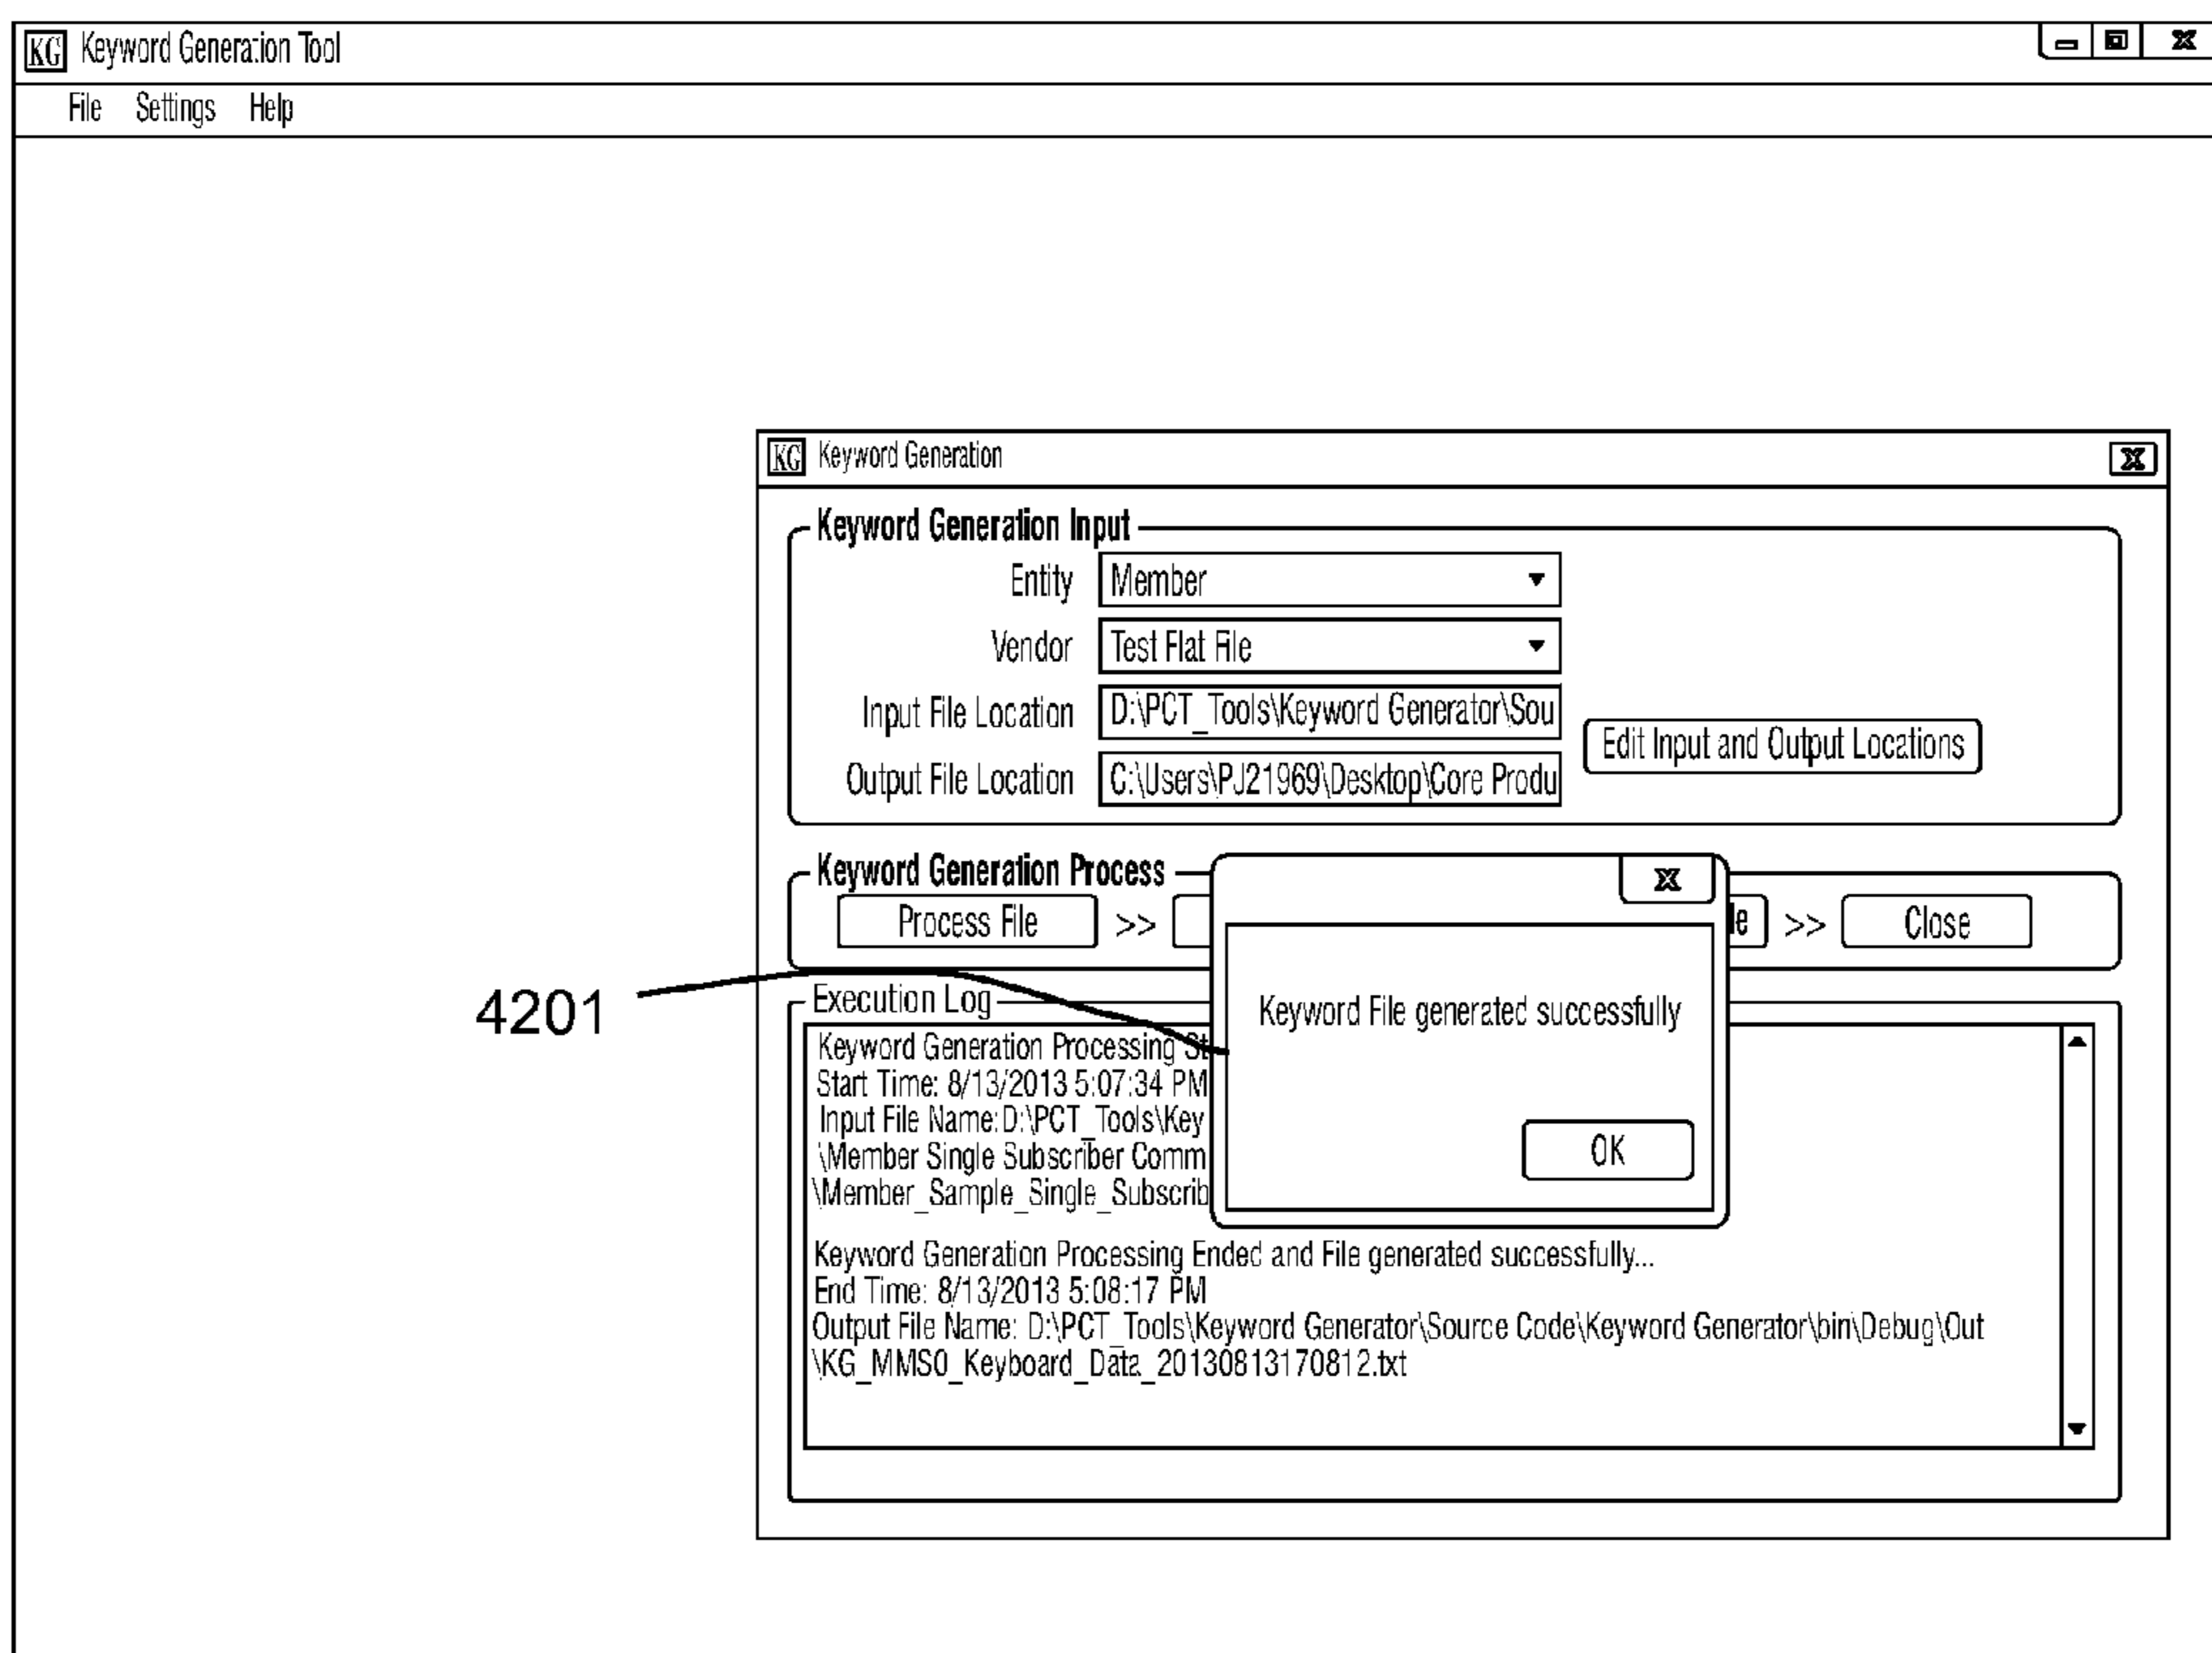 KG Keyword Generation Tool
File Settings Help
KG Keyword Generation
Keyword Generation Input
Entity Member
Vendor Test Flat File
Input File Location D:\PCT_Tools\Keyword Generator\Sou
Edit Input and Output Locations
Output File Location C:\Users\PJ21969\Desktop\Core Produ
Keyword Generation Process
Process File >> le >> Close
4201
Keyword File generated successfully
OK
Execution Log
Keyword Generation Processing St
Start Time: 8/13/2013 5:07:34 PM
Input File Name:D:\PCT_Tools\Key
\Member Single Subscriber Comm
\Member_Sample_Single_Subscrib
Keyword Generation Processing Ended and File generated successfully...
End Time: 8/13/2013 5:08:17 PM
Output File Name: D:\PCT_Tools\Keyword Generator\Source Code\Keyword Generator\bin\Debug\Out
\KG_MMS0_Keyboard_Data_20130813170812.txt